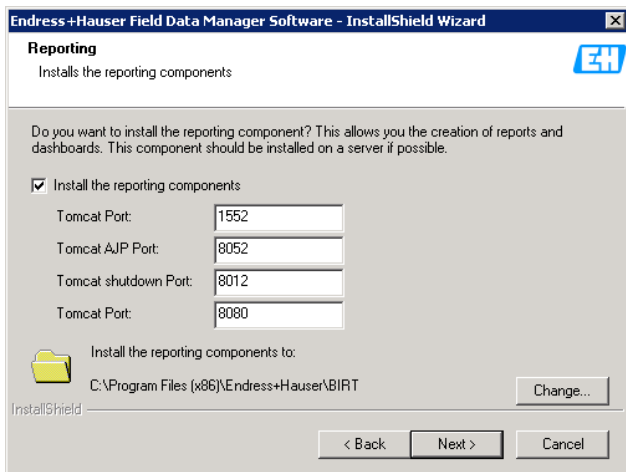 Endress+Hauser Field Data Manager Software - InstallShield Wizard
Reporting
Installs the reporting components
EH
Do you want to install the reporting component? This allows you the creation of reports and
dashboards. This component should be installed on a server if possible.
Install the reporting components
Tomcat Port: 1552
Tomcat AJP Port: 8052
Tomcat shutdown Port: 8012
Tomcat Port: 8080
Install the reporting components to:
C:\Program Files (x86)\Endress+Hauser\BIRT
Change...
InstallShield
< Back Next > Cancel